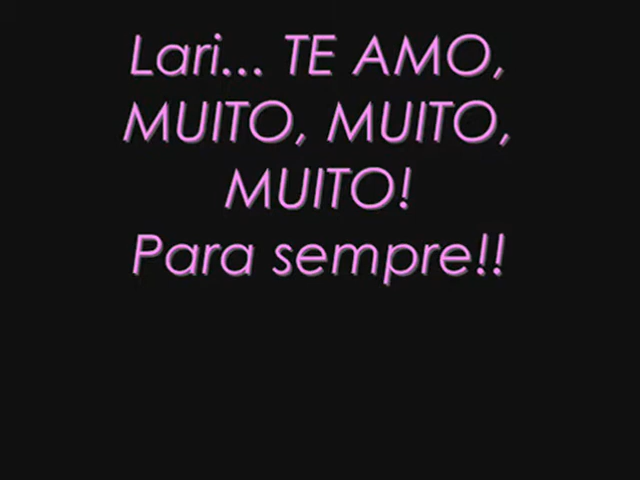 Lari... TE AMO,
MUITO, MUITO,
MUITO!
Para sempre!!